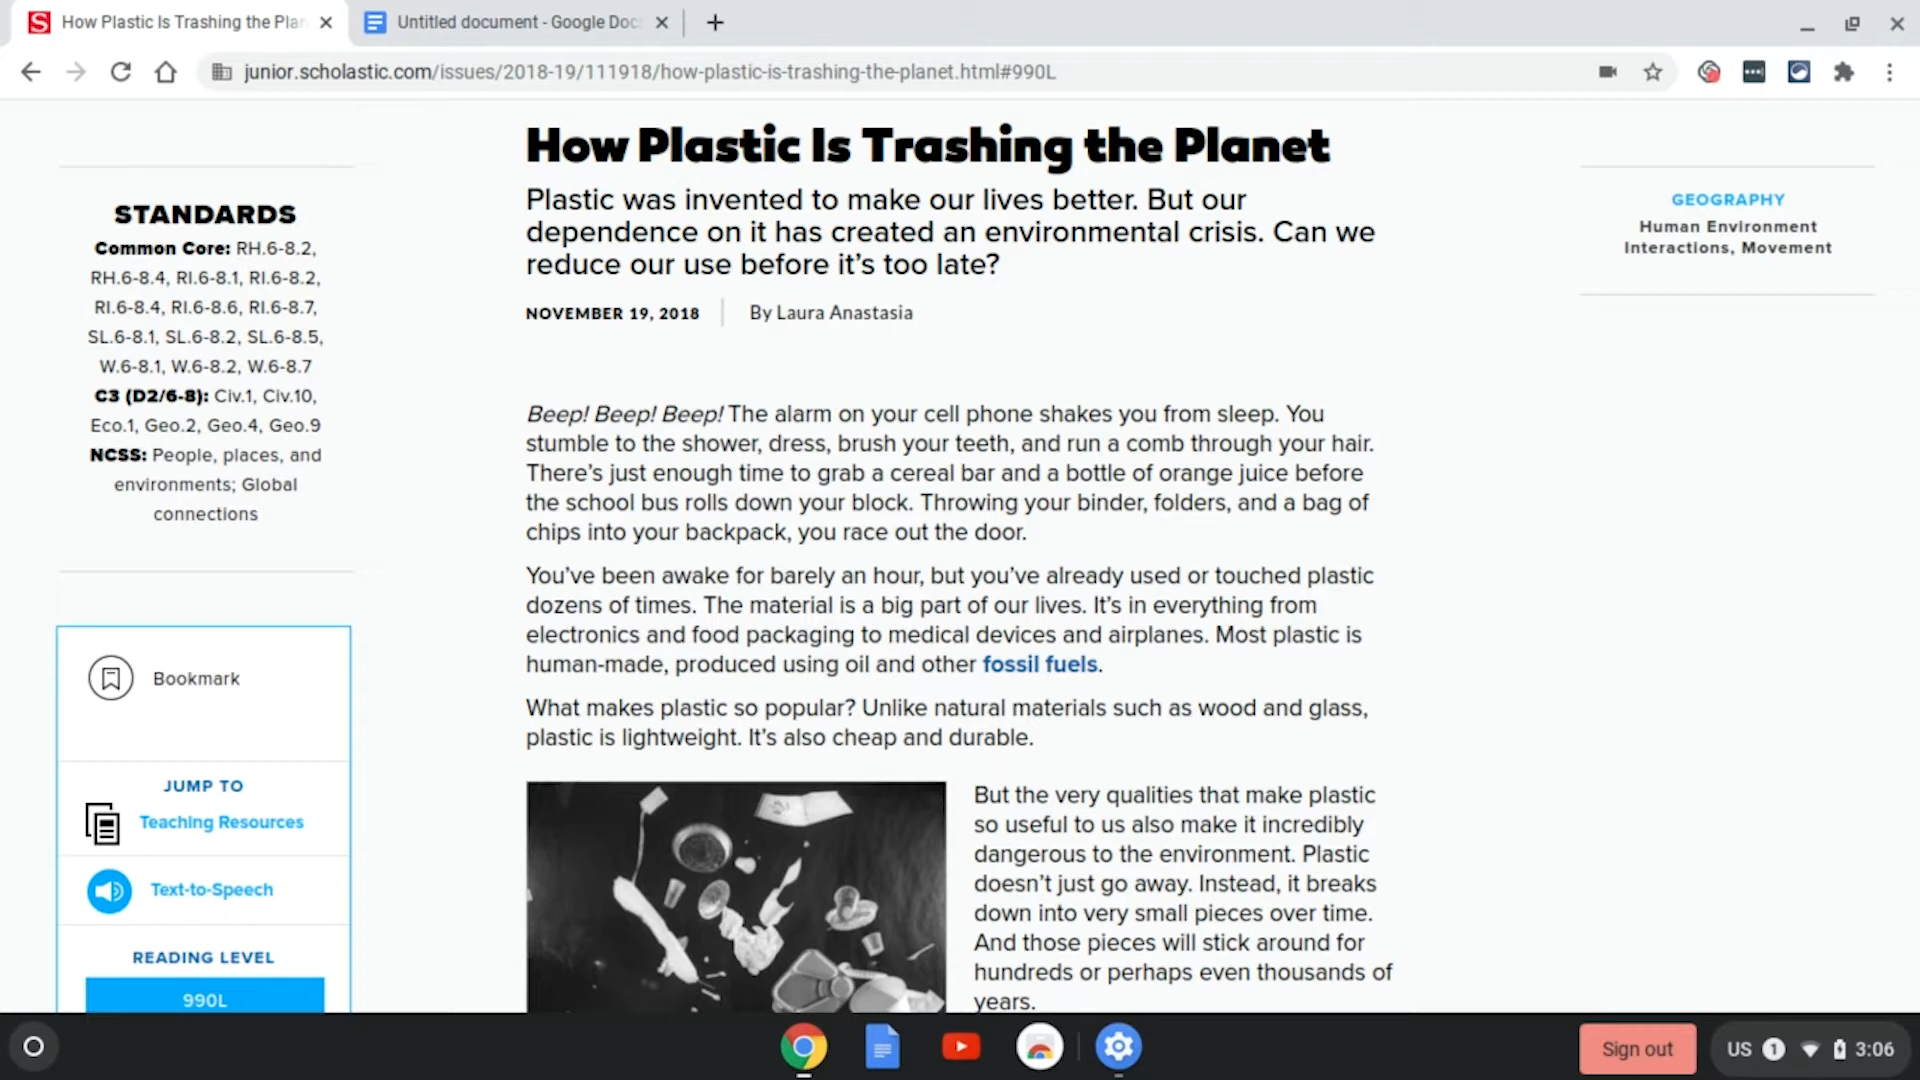 How Plastic Is Trashing the Plan
Untitled document - Google Doc
junior.scholastic.com/issues/2018-19/111918/how-plastic-is-trashing-the-planet.html#990L
How Plastic Is Trashing the Planet
Plastic was invented to make our lives better. But our
dependence on it has created an environmental crisis. Can we
reduce our use before it's too late?
NOVEMBER 19, 2018 By Laura Anastasia
STANDARDS
Common Core: RH.6-8.2,
RH.6-8.4, RI.6-8.1, RI.6-8.2,
RI.6-8.4, RI.6-8.6, RI.6-8.7,
SL.6-8.1, SL.6-8.2, SL.6-8.5,
W.6-8.1, W.6-8.2, W.6-8.7
C3 (D2/6-8): Civ.1, Civ.10,
Eco.1, Geo.2, Geo.4, Geo.9
NCSS: People, places, and
environments; Global
connections
Bookmark
JUMP TO
Teaching Resources
Text-to-Speech
READING LEVEL
990L
Beep! Beep! Beep! The alarm on your cell phone shakes you from sleep. You
stumble to the shower, dress, brush your teeth, and run a comb through your hair.
There's just enough time to grab a cereal bar and a bottle of orange juice before
the school bus rolls down your block. Throwing your binder, folders, and a bag of
chips into your backpack, you race out the door.
You've been awake for barely an hour, but you've already used or touched plastic
dozens of times. The material is a big part of our lives. It's in everything from
electronics and food packaging to medical devices and airplanes. Most plastic is
human-made, produced using oil and other fossil fuels.
What makes plastic so popular? Unlike natural materials such as wood and glass,
plastic is lightweight. It's also cheap and durable.
But the very qualities that make plastic
so useful to us also make it incredibly
dangerous to the environment. Plastic
doesn't just go away. Instead, it breaks
down into very small pieces over time.
And those pieces will stick around for
hundreds or perhaps even thousands of
years.
GEOGRAPHY
Human Environment
Interactions, Movement
Sign out
US 1 3:06